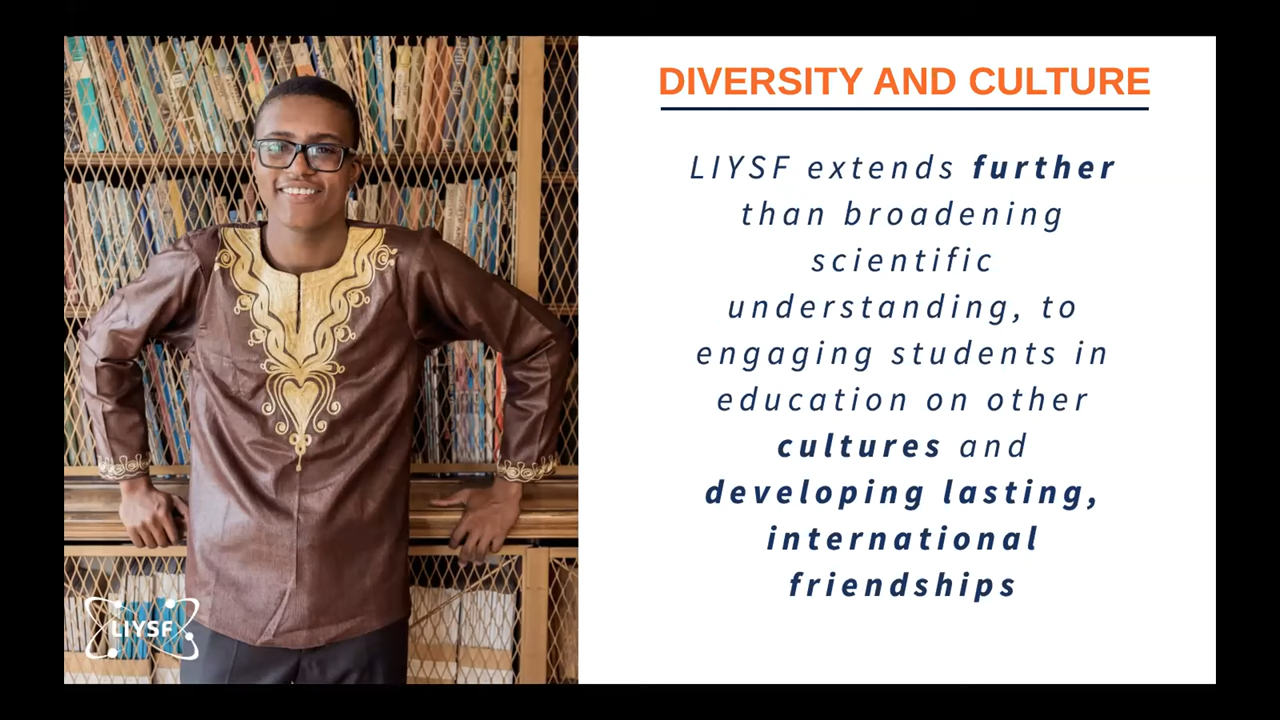 DIVERSITY AND CULTURE
LIYSF extends further
than broadening
scientific
understanding, to
engaging students in
education on other
cultures and
developing lasting,
international
friendships
LIYSF